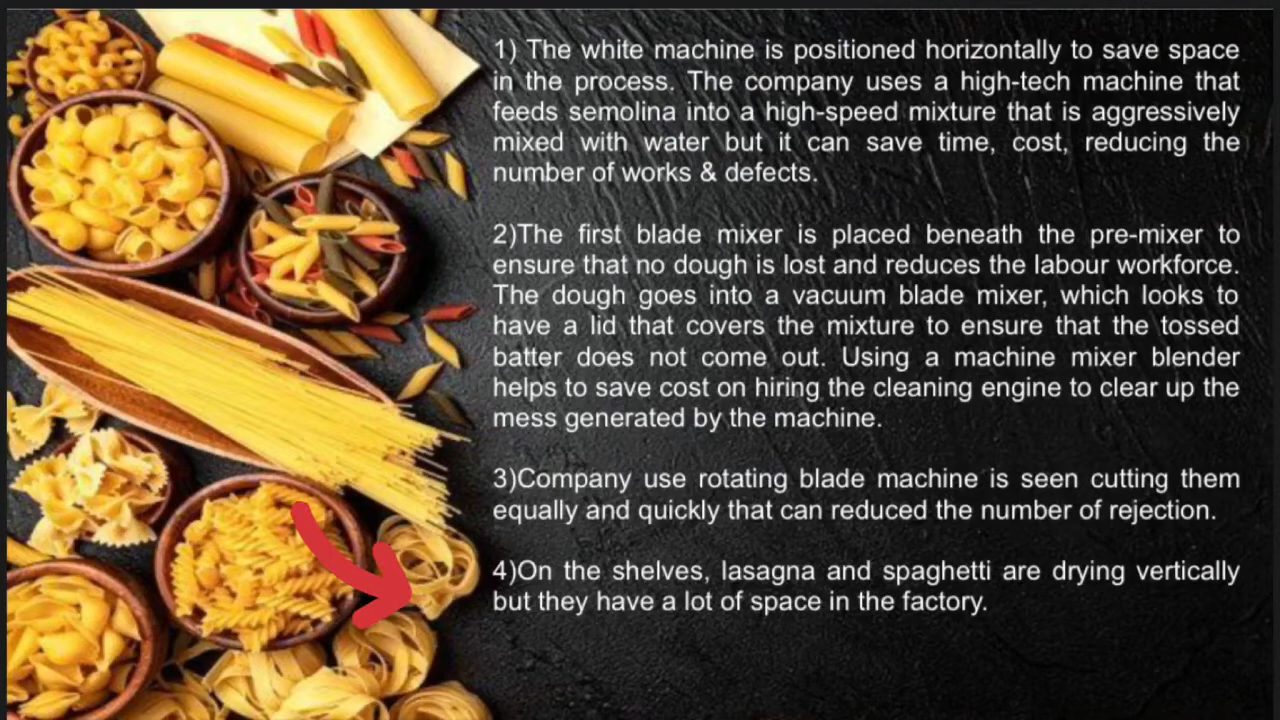 1) The white machine is positioned horizontally to save space
in the process. The company uses a high-tech machine that
feeds semolina into a high-speed mixture that is aggressively
mixed with water but it can save time, cost, reducing the
number of works & defects.
2)The first blade mixer is placed beneath the pre-mixer to
ensure that no dough is lost and reduces the labour workforce.
The dough goes into a vacuum blade mixer, which looks to
have a lid that covers the mixture to ensure that the tossed
batter does not come out. Using a machine mixer blender
helps to save cost on hiring the cleaning engine to clear up the
mess generated by the machine.
3)Company use rotating blade machine is seen cutting them
equally and quickly that can reduced the number of rejection.
4)On the shelves, lasagna and spaghetti are drying vertically
but they have a lot of space in the factory.